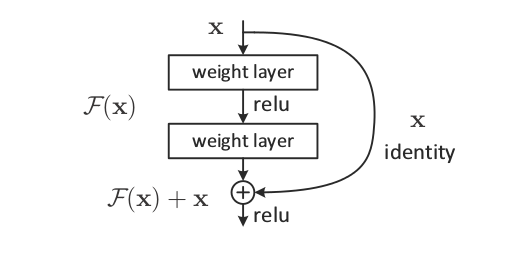 x
weight layer
relu
F(x)
weight layer
x
identity
F(x) + x
relu